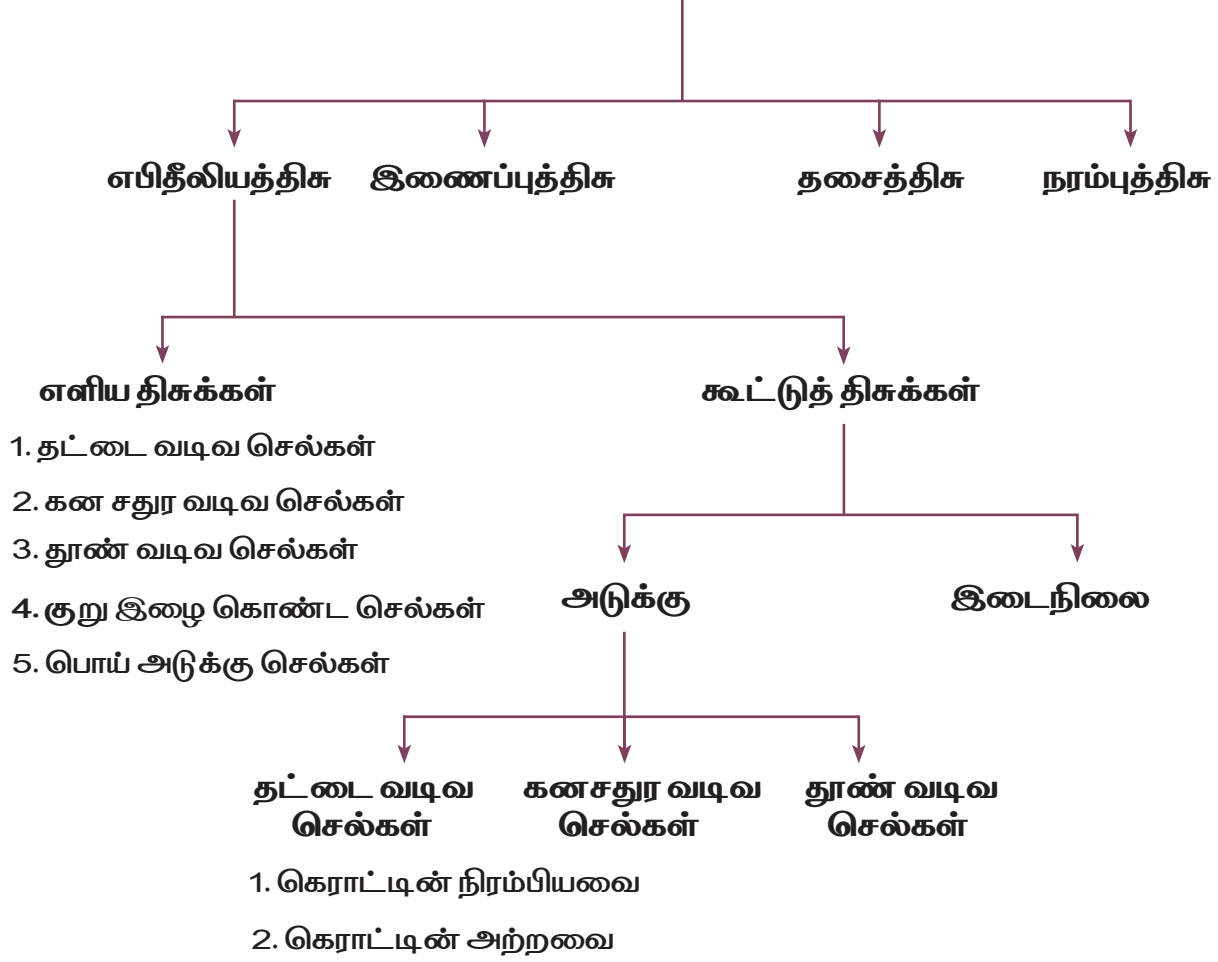 எபிதீலியத்திசு இணைப்புத்திசு தசைத்திசு நரம்புத்திசு
எளிய திசுக்கள் கூட்டுத் திசுக்கள்
1. தட்டை வடிவ செல்கள்
2. கன சதுர வடிவ செல்கள்
3. தூண் வடிவ செல்கள்
4. குறு இழை கொண்ட செல்கள்
5. பொய் அடுக்கு செல்கள்
அடுக்கு இடைநிலை
தட்டை வடிவ
செல்கள்
கனசதுர வடிவ
செல்கள்
தூண் வடிவ
செல்கள்
1. கெராட்டின் நிரம்பியவை
2. கெராட்டின் அற்றவை